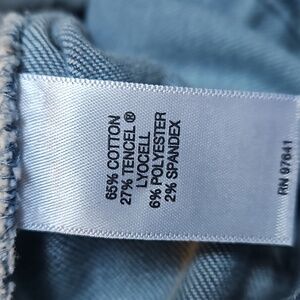 65% COTTON
27% TENCEL ®
LYOCELL
6% POLYESTER
2% SPANDEX
RN 97641